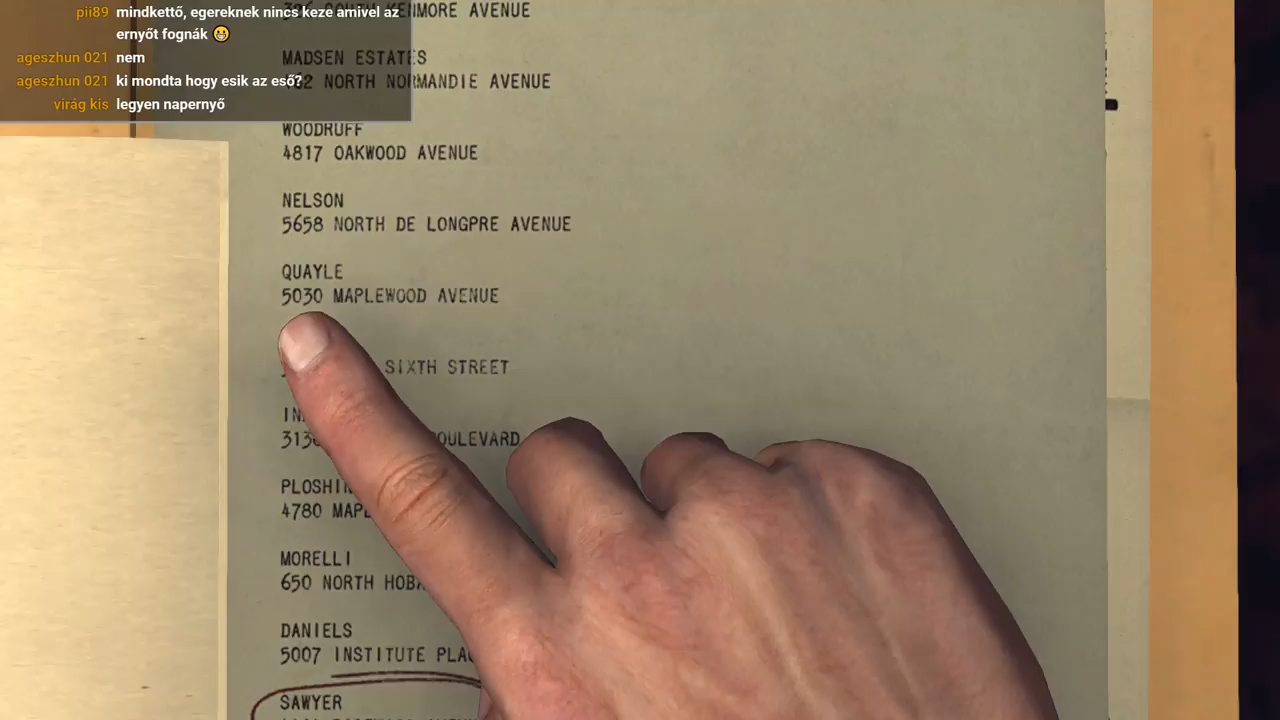 pii89 mindkettő, egereknek nincs keze amivel az
ernyőt fognák 😀
ageszhun 021 nem
ageszhun 021 ki mondta hogy esik az eső?
virág kis legyen napernyő
KENMORE AVENUE
MADSEN ESTATES
NORTH NORMANDIE AVENUE
WOODRUFF
4817 OAKWOOD AVENUE
NELSON
5658 NORTH DE LONGPRE AVENUE
QUAYLE
5030 MAPLEWOOD AVENUE
SIXTH STREET
PLOSHIN
4780
MORELLI
650 NORTH
DANIELS
5007 INSTITUTE
SAWYER